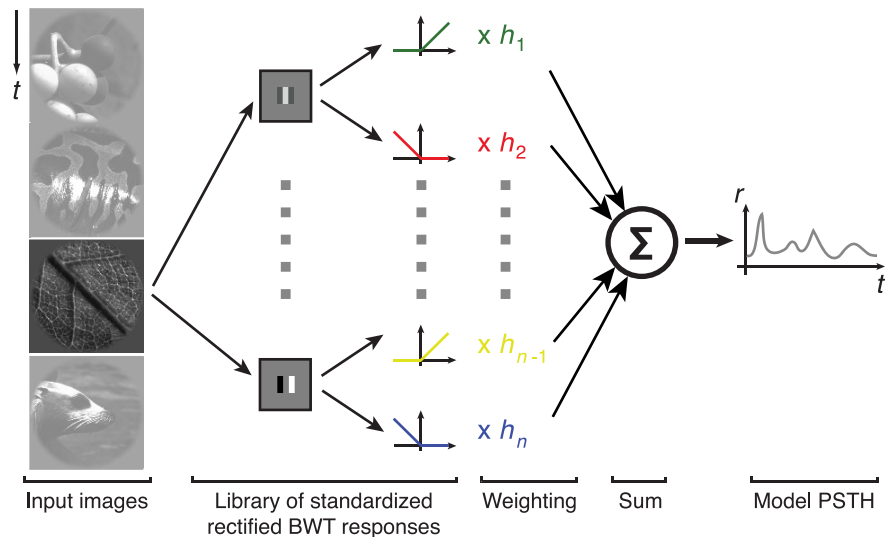 t
x h1
x h2
x hn-1
x hn
Σ
r
t
Input images
Library of standardized
rectified BWT responses
Weighting
Sum
Model PSTH